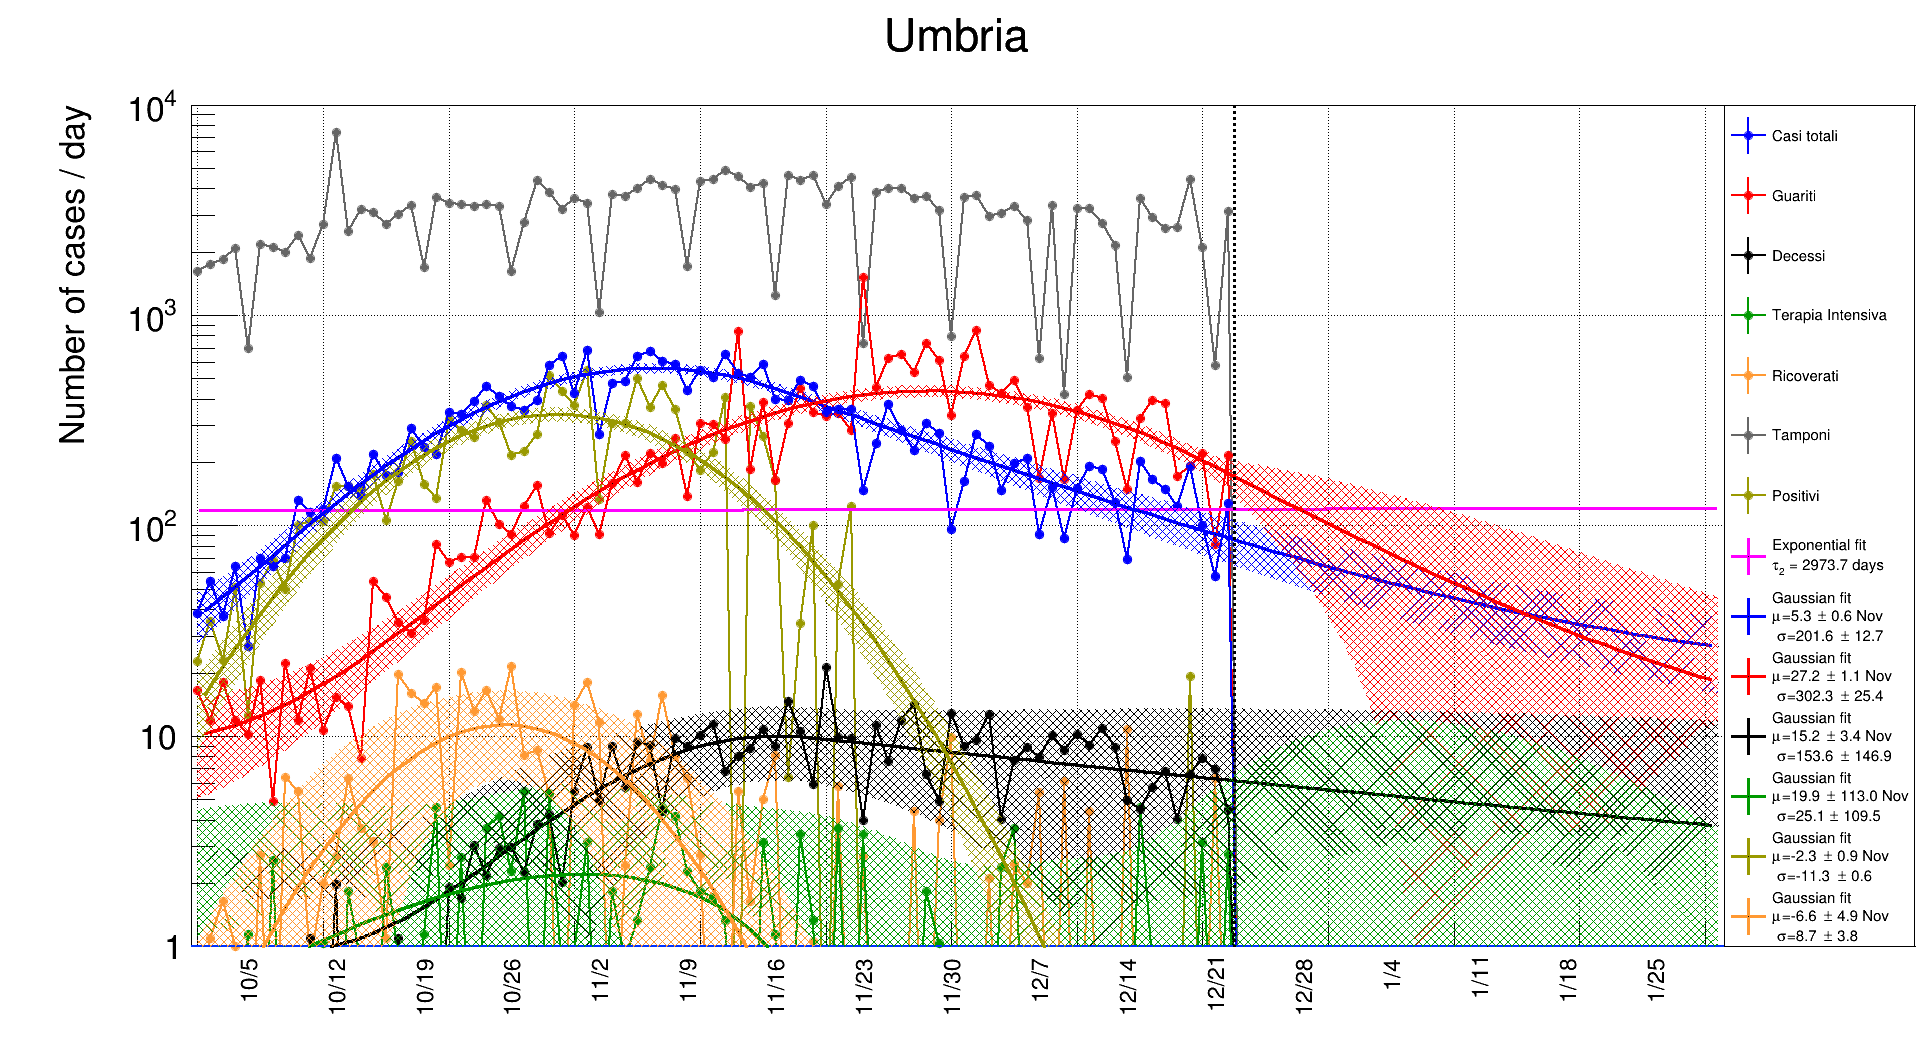 Umbria
Number of cases / day
10^4
10^3
10^2
10
1
10/5
10/12
10/19
10/26
11/2
11/9
11/16
11/23
11/30
12/7
12/14
12/21
12/28
1/4
1/11
1/18
1/25
Casi totali
Guariti
Decessi
Terapia Intensiva
Ricoverati
Tamponi
Positivi
Exponential fit
τ₂ = 2973.7 days
Gaussian fit
μ=5.3 ± 0.6 Nov
σ=201.6 ± 12.7
Gaussian fit
μ=27.2 ± 1.1 Nov
σ=302.3 ± 25.4
Gaussian fit
μ=15.2 ± 3.4 Nov
σ=153.6 ± 146.9
Gaussian fit
μ=19.9 ± 113.0 Nov
σ=25.1 ± 109.5
Gaussian fit
μ=-2.3 ± 0.9 Nov
σ=-11.3 ± 0.6
Gaussian fit
μ=-6.6 ± 4.9 Nov
σ=8.7 ± 3.8